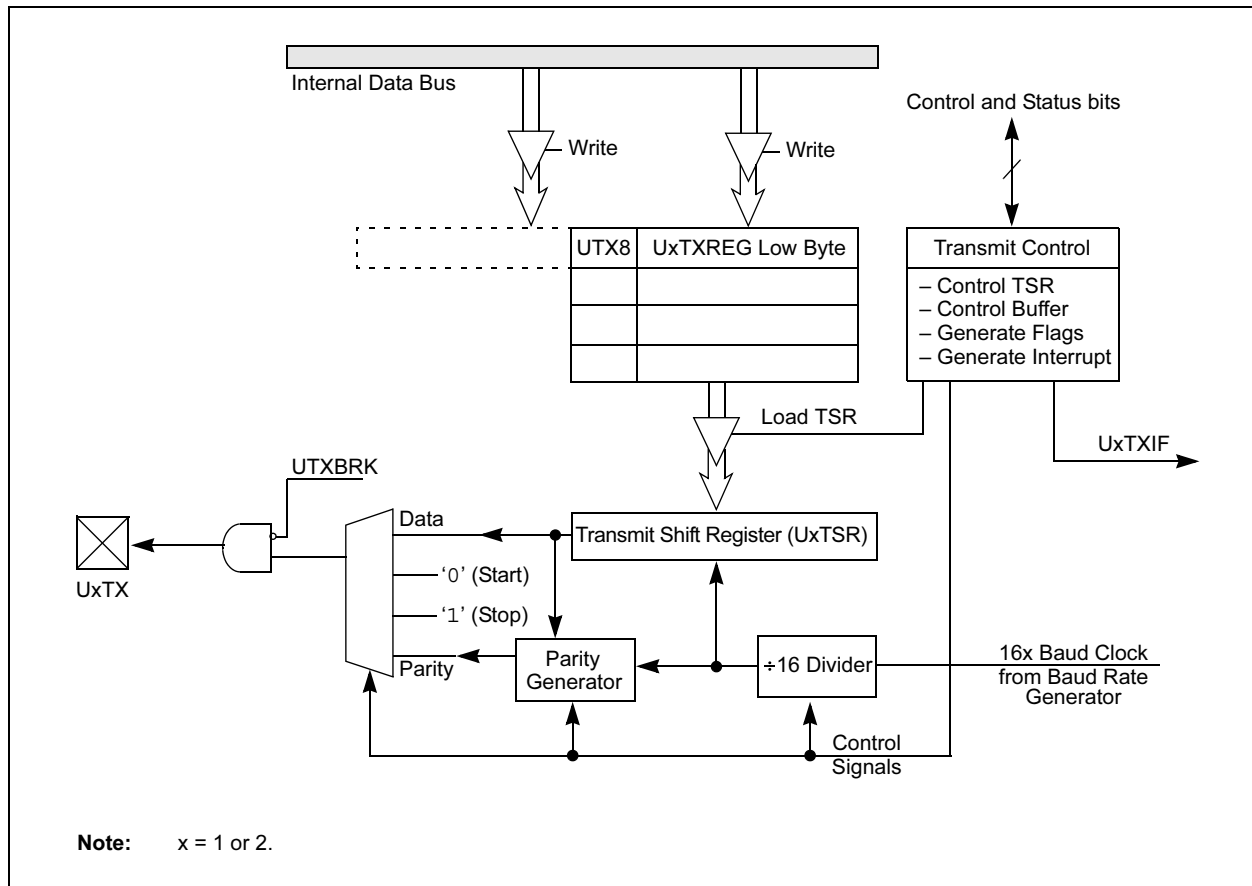 Internal Data Bus
Control and Status bits
Write
Write
UTX8
UxTXREG Low Byte
Transmit Control
– Control TSR
– Control Buffer
– Generate Flags
– Generate Interrupt
Load TSR
UxTXIF
UTXBRK
Data
Transmit Shift Register (UxTSR)
UxTX
‘0’ (Start)
‘1’ (Stop)
Parity
Parity
Generator
÷16 Divider
16x Baud Clock
from Baud Rate
Generator
Control
Signals
Note: x = 1 or 2.